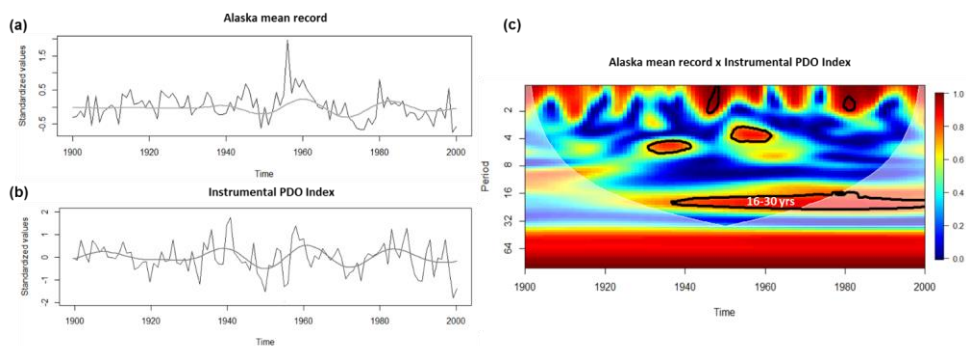 (a)
Alaska mean record
Standardized values
1.5
0.5
-0.5
1900 1920 1940 1960 1980 2000
Time
(b)
Instrumental PDO Index
Standardized values
2
1
0
-1
-2
1900 1920 1940 1960 1980 2000
Time
(c)
Alaska mean record x Instrumental PDO Index
Period
2
4
8
16
32
64
16-30 yrs
1900 1920 1940 1960 1980 2000
Time
1.0
0.8
0.6
0.4
0.2
0.0